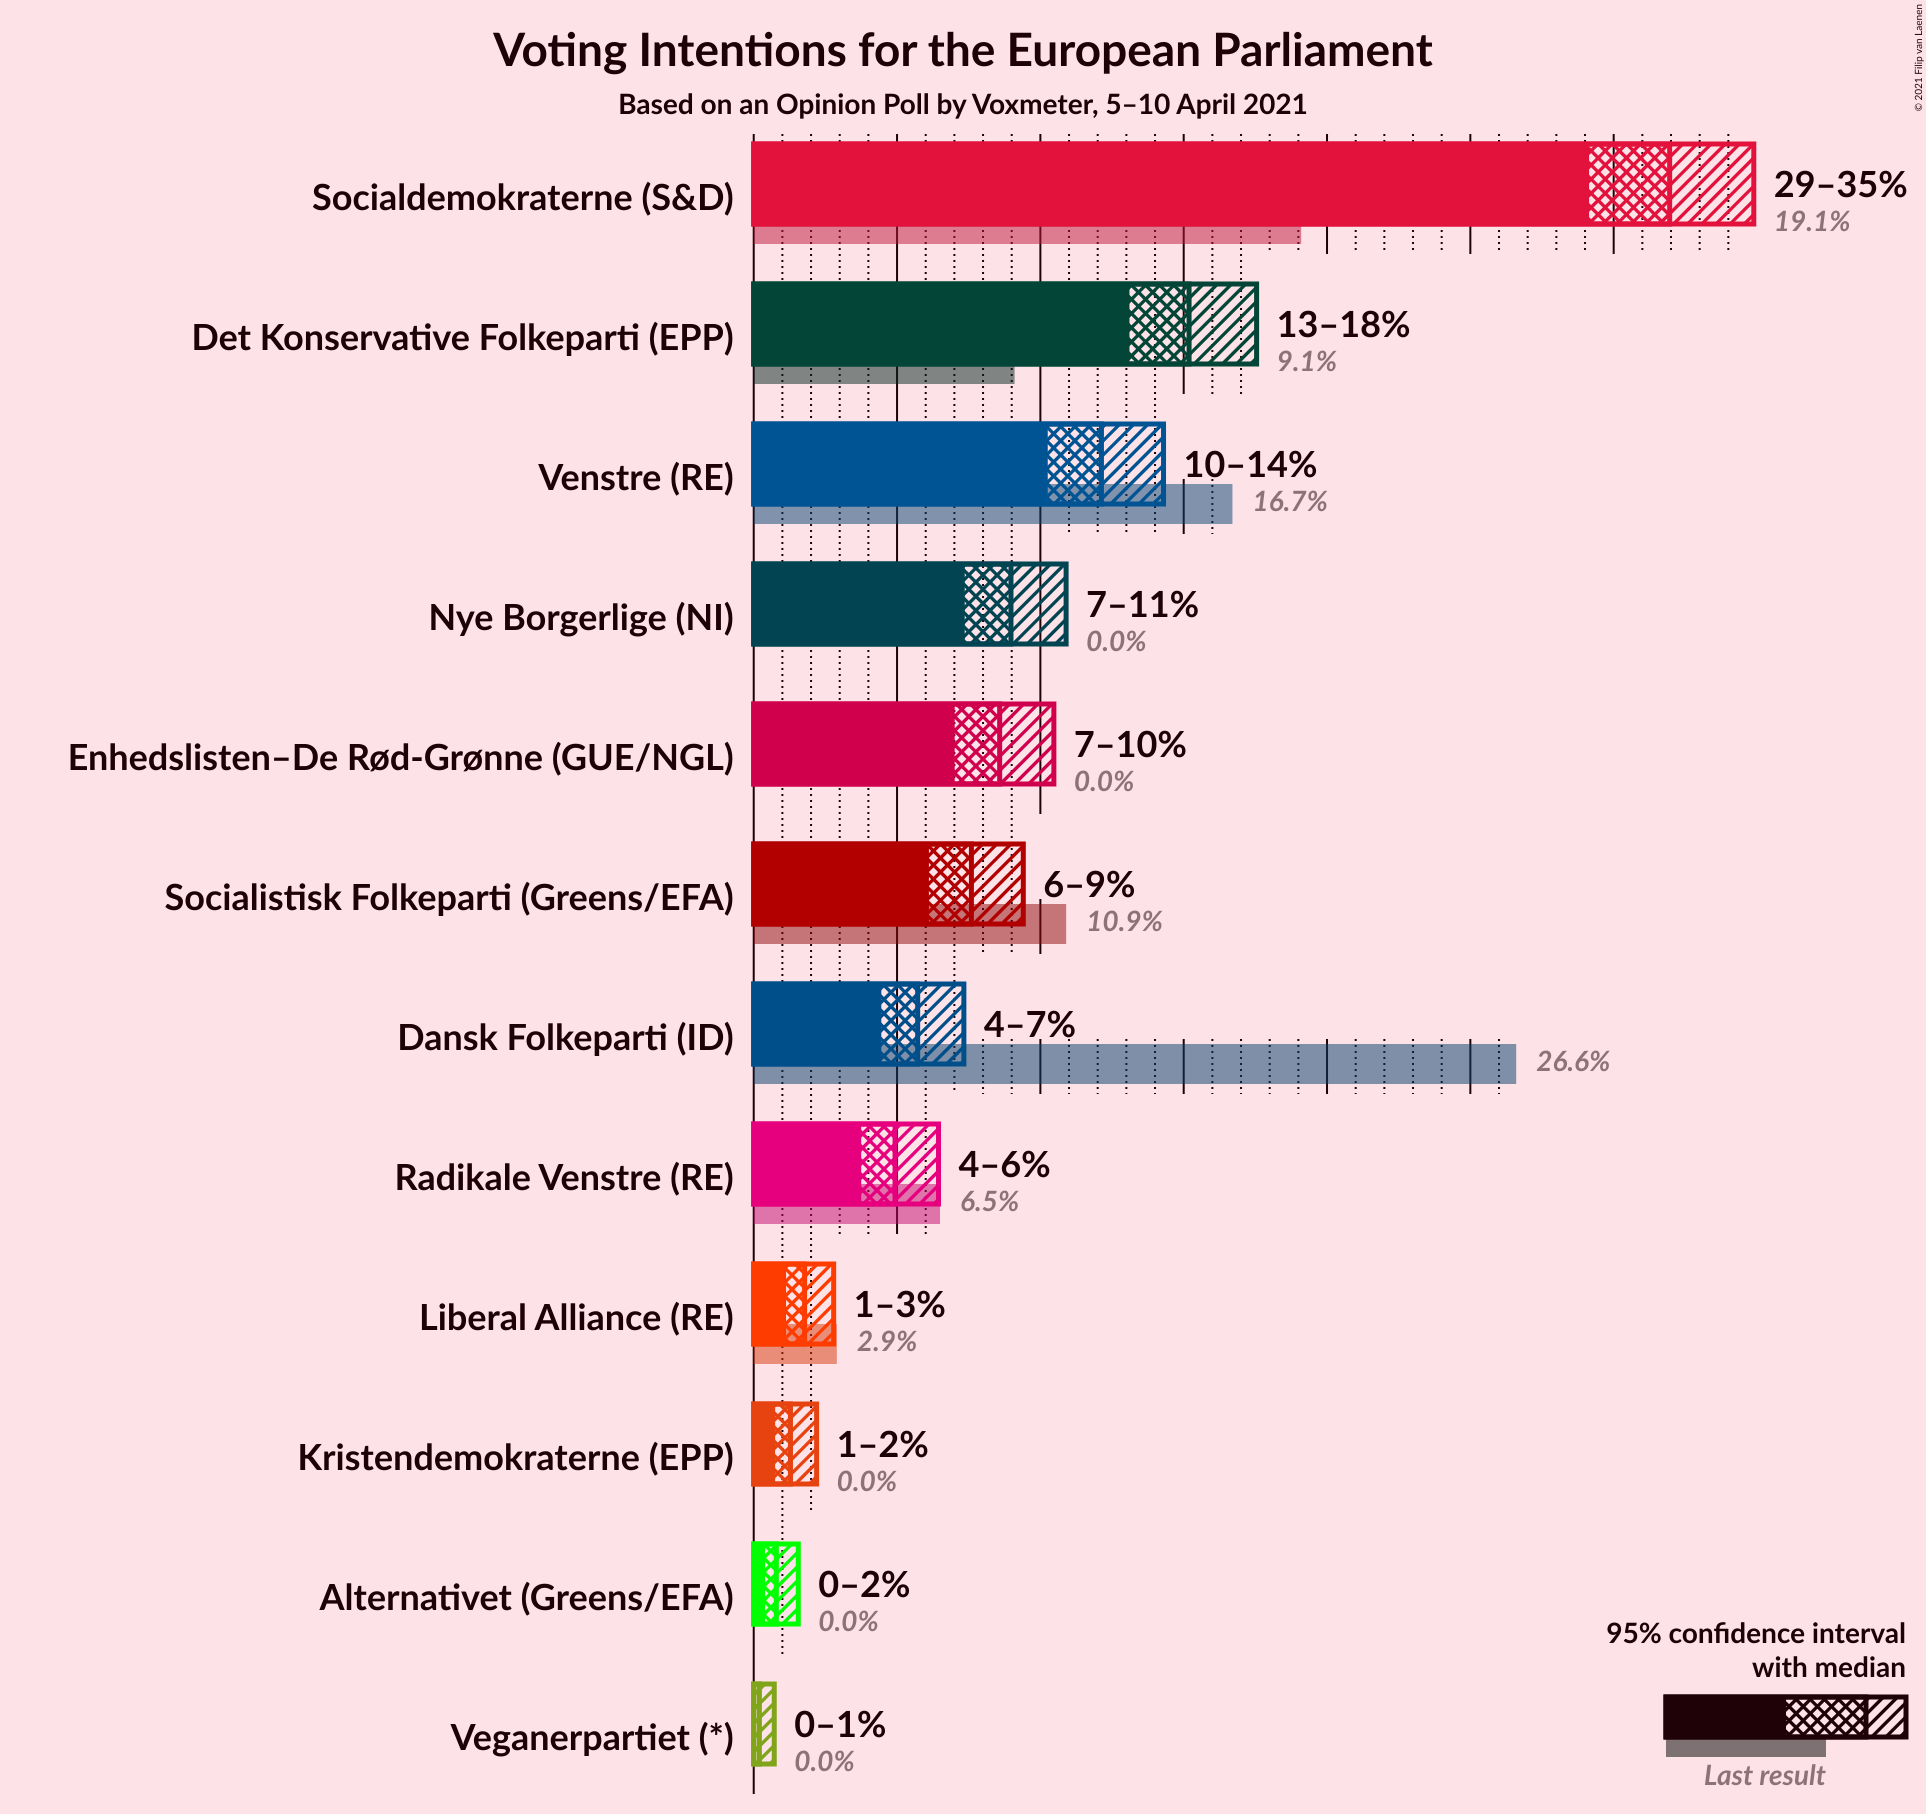 Voting Intentions for the European Parliament
Based on an Opinion Poll by Voxmeter, 5–10 April 2021
© 2021 Filip van Laenen
Socialdemokraterne (S&D)
29–35%
19.1%
Det Konservative Folkeparti (EPP)
13–18%
9.1%
Venstre (RE)
10–14%
16.7%
Nye Borgerlige (NI)
7–11%
0.0%
Enhedslisten–De Rød-Grønne (GUE/NGL)
7–10%
0.0%
Socialistisk Folkeparti (Greens/EFA)
6–9%
10.9%
Dansk Folkeparti (ID)
4–7%
26.6%
Radikale Venstre (RE)
4–6%
6.5%
Liberal Alliance (RE)
1–3%
2.9%
Kristendemokraterne (EPP)
1–2%
0.0%
Alternativet (Greens/EFA)
0–2%
0.0%
Veganerpartiet (*)
0–1%
0.0%
95% confidence interval
with median
Last result